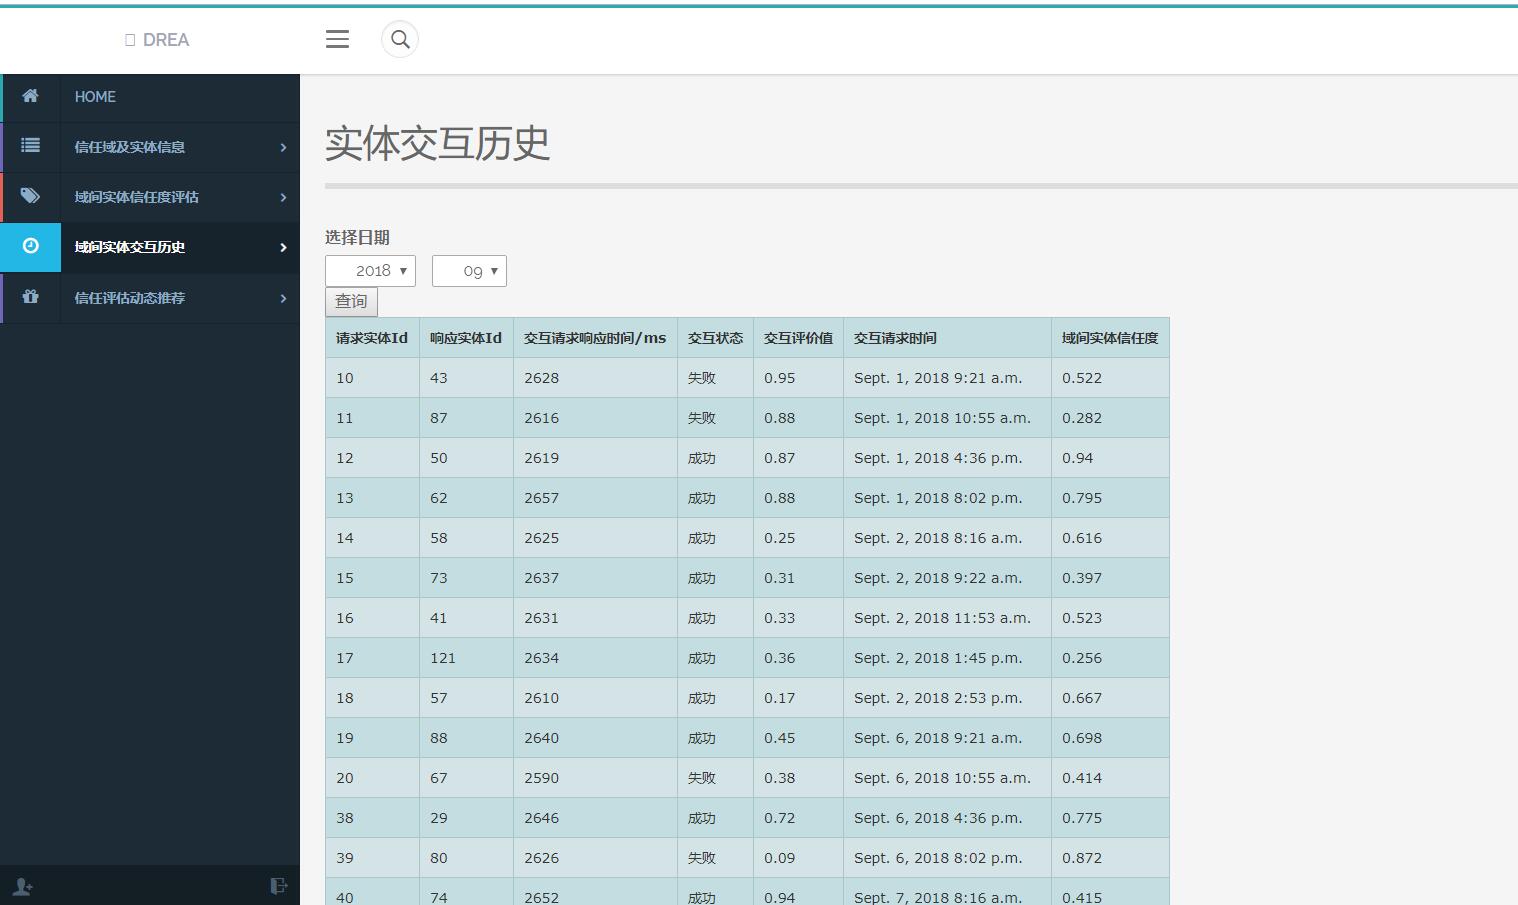 DREA
HOME
信任域及实体信息
域间实体信任度评估
域间实体交互历史
信任评估动态推荐
实体交互历史
选择日期
2018 09
查询
请求实体Id 响应实体Id 交互请求响应时间/ms 交互状态 交互评价值 交互请求时间 域间实体信任度
10 43 2628 失败 0.95 Sept. 1, 2018 9:21 a.m. 0.522
11 87 2616 失败 0.88 Sept. 1, 2018 10:55 a.m. 0.282
12 50 2619 成功 0.87 Sept. 1, 2018 4:36 p.m. 0.94
13 62 2657 成功 0.88 Sept. 1, 2018 8:02 p.m. 0.795
14 58 2625 成功 0.25 Sept. 2, 2018 8:16 a.m. 0.616
15 73 2637 成功 0.31 Sept. 2, 2018 9:22 a.m. 0.397
16 41 2631 成功 0.33 Sept. 2, 2018 11:53 a.m. 0.523
17 121 2634 成功 0.36 Sept. 2, 2018 1:45 p.m. 0.256
18 57 2610 成功 0.17 Sept. 2, 2018 2:53 p.m. 0.667
19 88 2640 成功 0.45 Sept. 6, 2018 9:21 a.m. 0.698
20 67 2590 失败 0.38 Sept. 6, 2018 10:55 a.m. 0.414
38 29 2646 成功 0.72 Sept. 6, 2018 4:36 p.m. 0.775
39 80 2626 失败 0.09 Sept. 6, 2018 8:02 p.m. 0.872
40 74 2652 成功 0.94 Sept. 7, 2018 8:16 a.m. 0.415